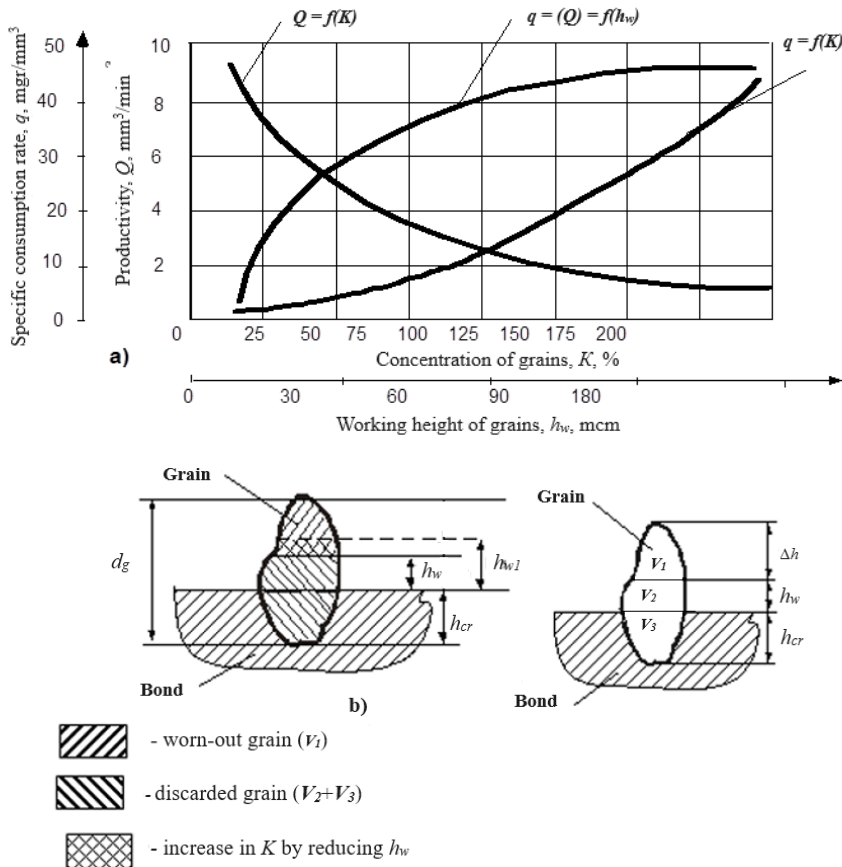 Q = f(K)
q = (Q) = f(hw)
q = f(K)
Specific consumption rate, q, mgr/mm³
50
40
30
20
10
0
Productivity, Q, mm³/min
10
8
6
4
2
0
25
50
75
100
125
150
175
200
a)
Concentration of grains, K, %
0
30
60
90
180
Working height of grains, hw, mcm
Grain
dg
hw
hw1
hcr
Bond
b)
Grain
V1
V2
V3
Δh
hw
hcr
Bond
- worn-out grain (V1)
- discarded grain (V2+V3)
- increase in K by reducing hw